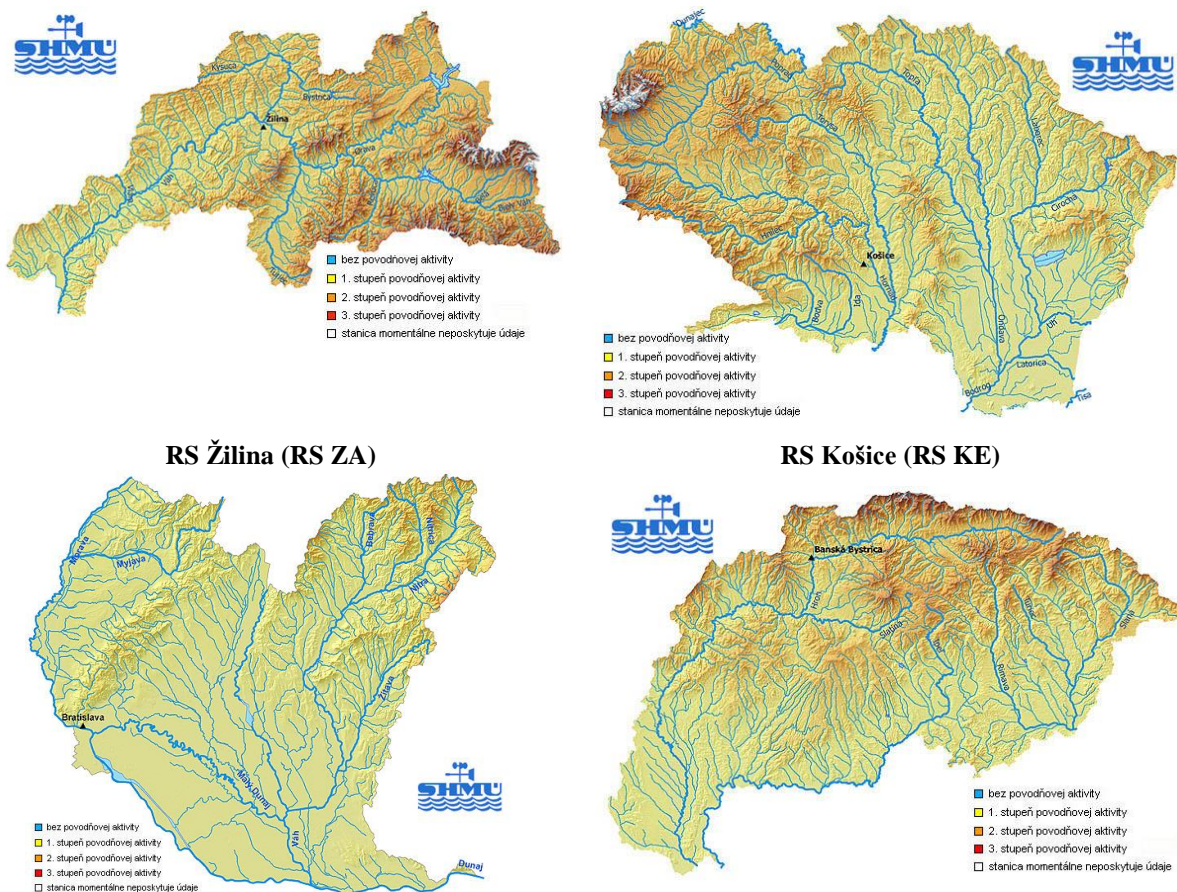 SHMÚ
Kysuca
Bystrica
Žilina
Orava
Váh
Biely Váh
Turiec
bez povodňovej aktivity
1. stupeň povodňovej aktivity
2. stupeň povodňovej aktivity
3. stupeň povodňovej aktivity
stanica momentálne neposkytuje údaje
SHMÚ
Dunajec
Poprad
Topľa
Torysa
Laborec
Cirocha
Hnilec
Košice
Hornád
Bodva
Ida
Ondava
Uh
Latorica
Bodrog
Tisa
bez povodňovej aktivity
1. stupeň povodňovej aktivity
2. stupeň povodňovej aktivity
3. stupeň povodňovej aktivity
stanica momentálne neposkytuje údaje
RS Žilina (RS ZA)
RS Košice (RS KE)
Morava
Myjava
Bebrava
Nitrica
Nitra
Žitava
Bratislava
Malý Dunaj
Váh
Dunaj
SHMÚ
bez povodňovej aktivity
1. stupeň povodňovej aktivity
2. stupeň povodňovej aktivity
3. stupeň povodňovej aktivity
stanica momentálne neposkytuje údaje
SHMÚ
Banská Bystrica
Hron
Slatina
Ipeľ
Rimava
Slaná
bez povodňovej aktivity
1. stupeň povodňovej aktivity
2. stupeň povodňovej aktivity
3. stupeň povodňovej aktivity
stanica momentálne neposkytuje údaje